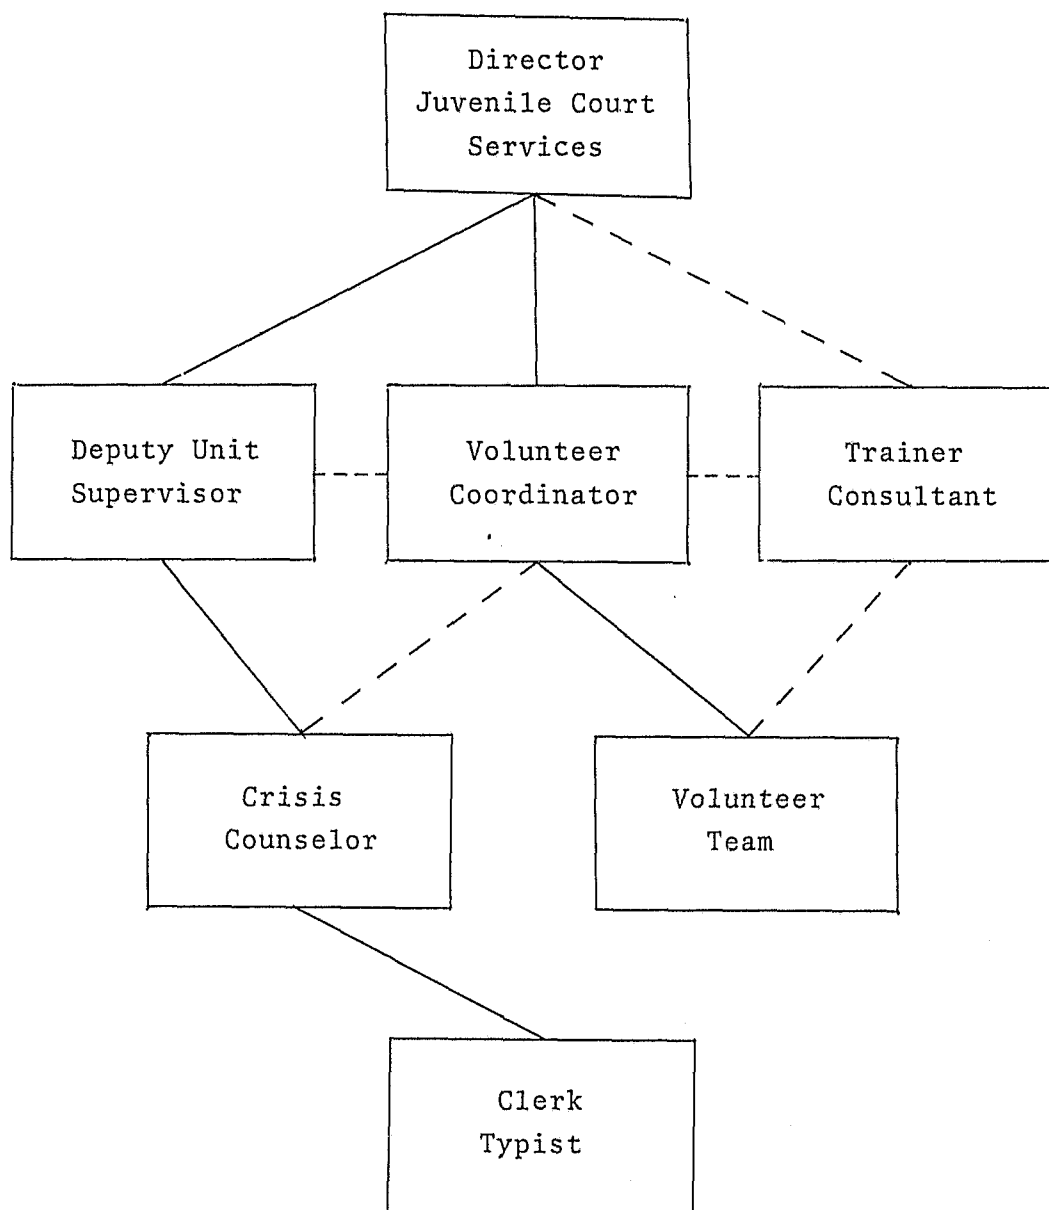 Director
Juvenile Court
Services
Deputy Unit
Supervisor
Volunteer
Coordinator
Trainer
Consultant
Crisis
Counselor
Volunteer
Team
Clerk
Typist